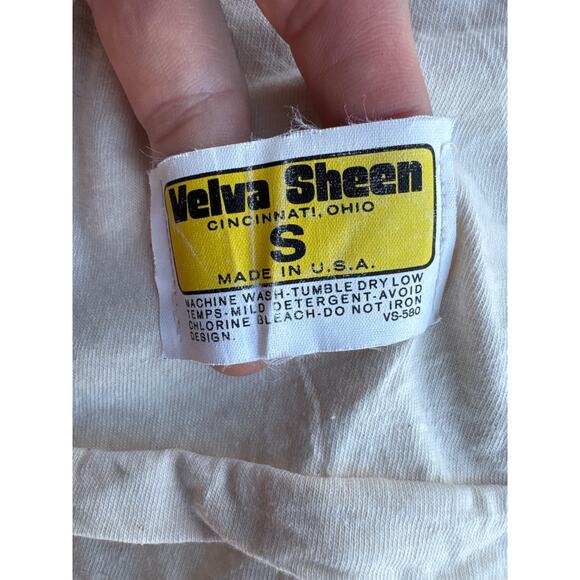 Velva Sheen
CINCINNATI, OHIO
S
MADE IN U.S.A.
MACHINE WASH-TUMBLE DRY LOW
TEMPS-MILD DETERGENT-AVOID
CHLORINE BLEACH-DO NOT IRON
DESIGN. VS-580